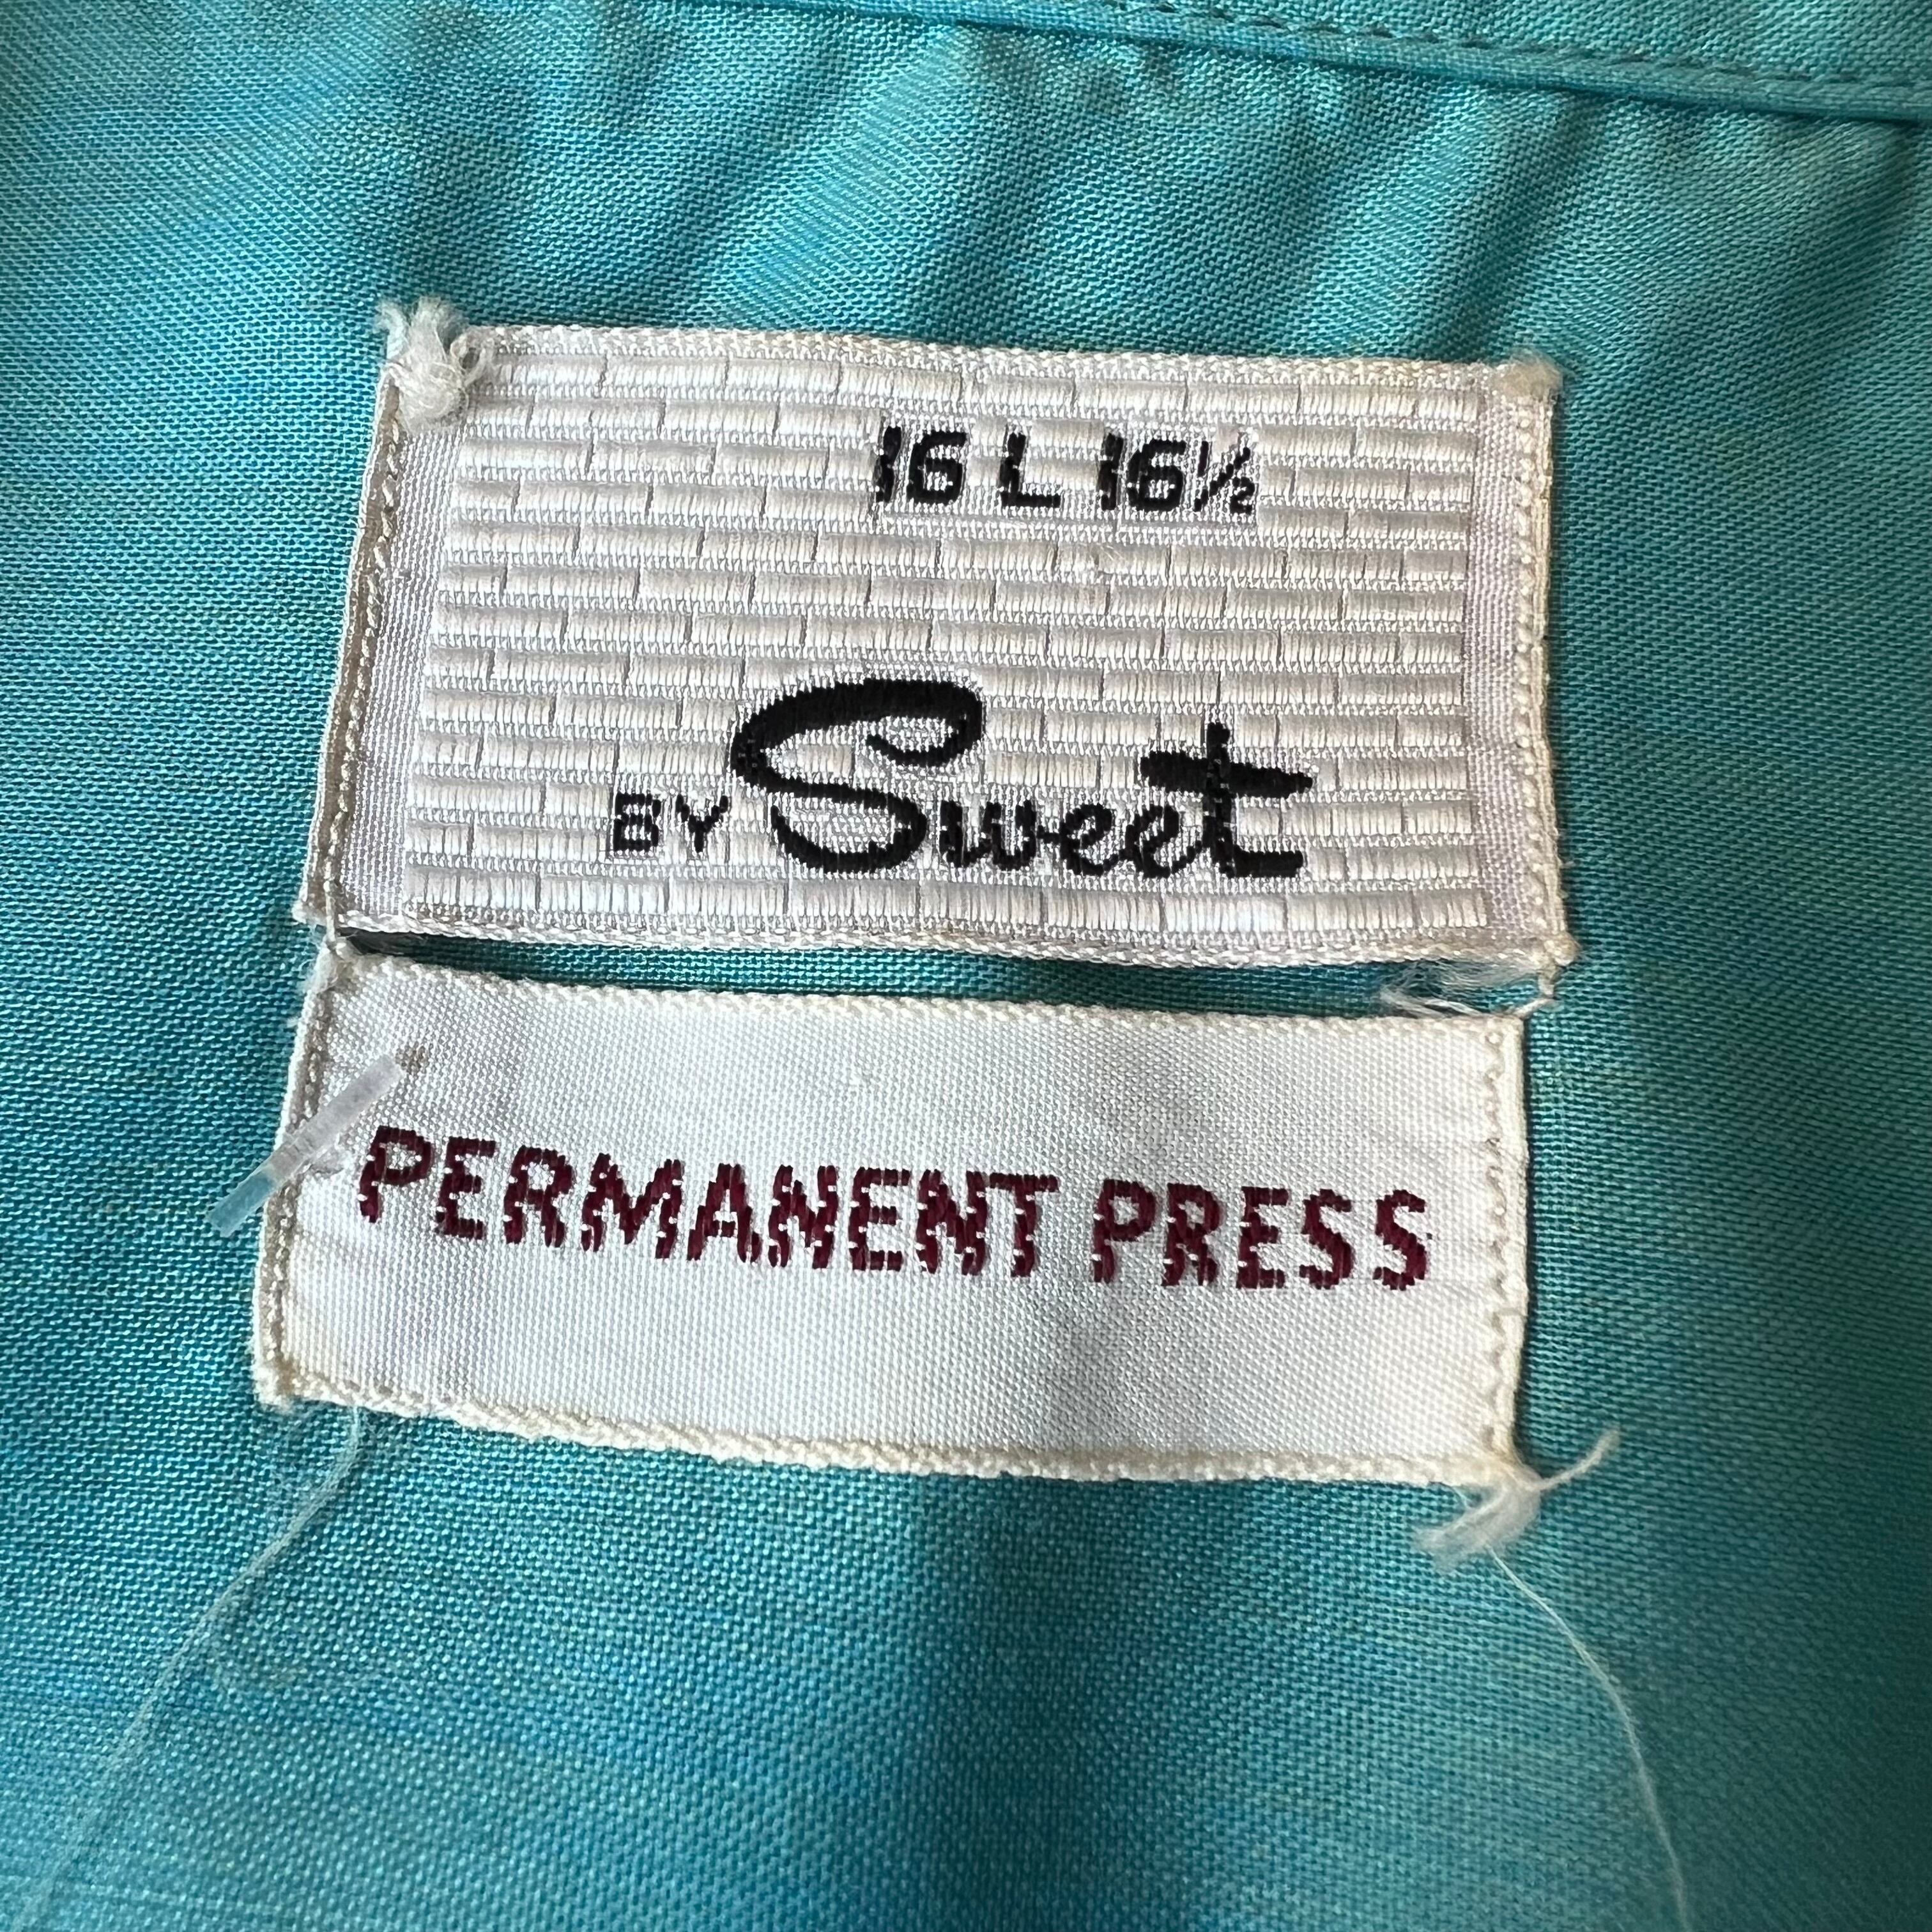 16 L 16½
BY Sweet
PERMANENT PRESS